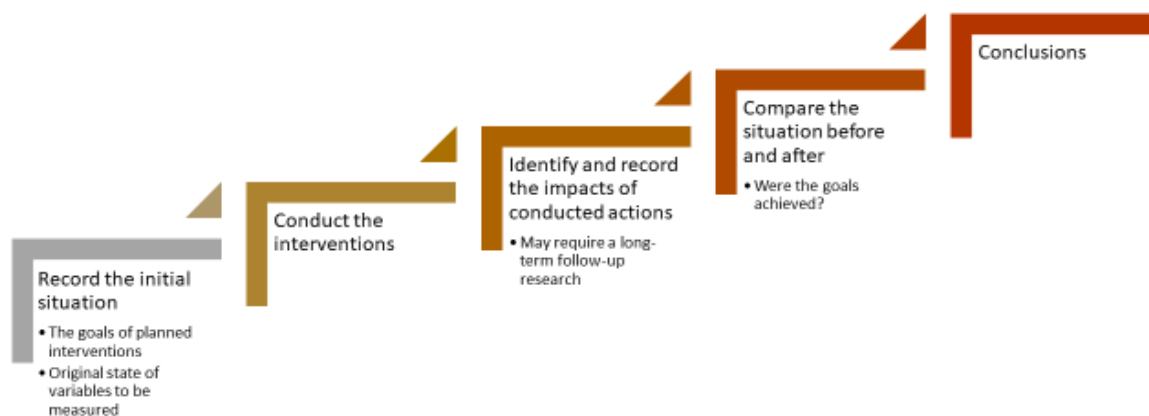 Record the initial
situation
• The goals of planned
interventions
• Original state of
variables to be
measured
Conduct the
interventions
Identify and record
the impacts of
conducted actions
• May require a long-
term follow-up
research
Compare the
situation before
and after
• Were the goals
achieved?
Conclusions